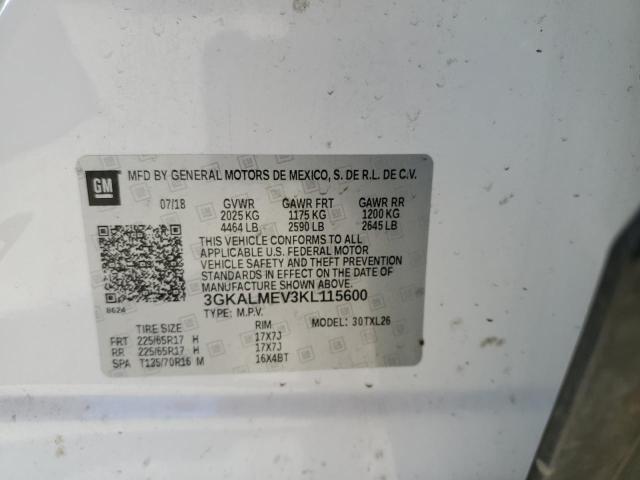 GM
MFD BY GENERAL MOTORS DE MEXICO, S. DE R.L. DE C.V.
07/18 GVWR GAWR FRT GAWR RR
2025 KG 1175 KG 1200 KG
4464 LB 2590 LB 2645 LB
THIS VEHICLE CONFORMS TO ALL
APPLICABLE U.S. FEDERAL MOTOR
VEHICLE SAFETY AND THEFT PREVENTION
STANDARDS IN EFFECT ON THE DATE OF
MANUFACTURE SHOWN ABOVE.
8624 3GKALMEV3KL115600
TYPE: M.P.V. MODEL: 30TXL26
TIRE SIZE RIM
FRT 225/65R17 H 17X7J
RR 225/65R17 H 17X7J
SPA T135/70R16 M 16X4BT